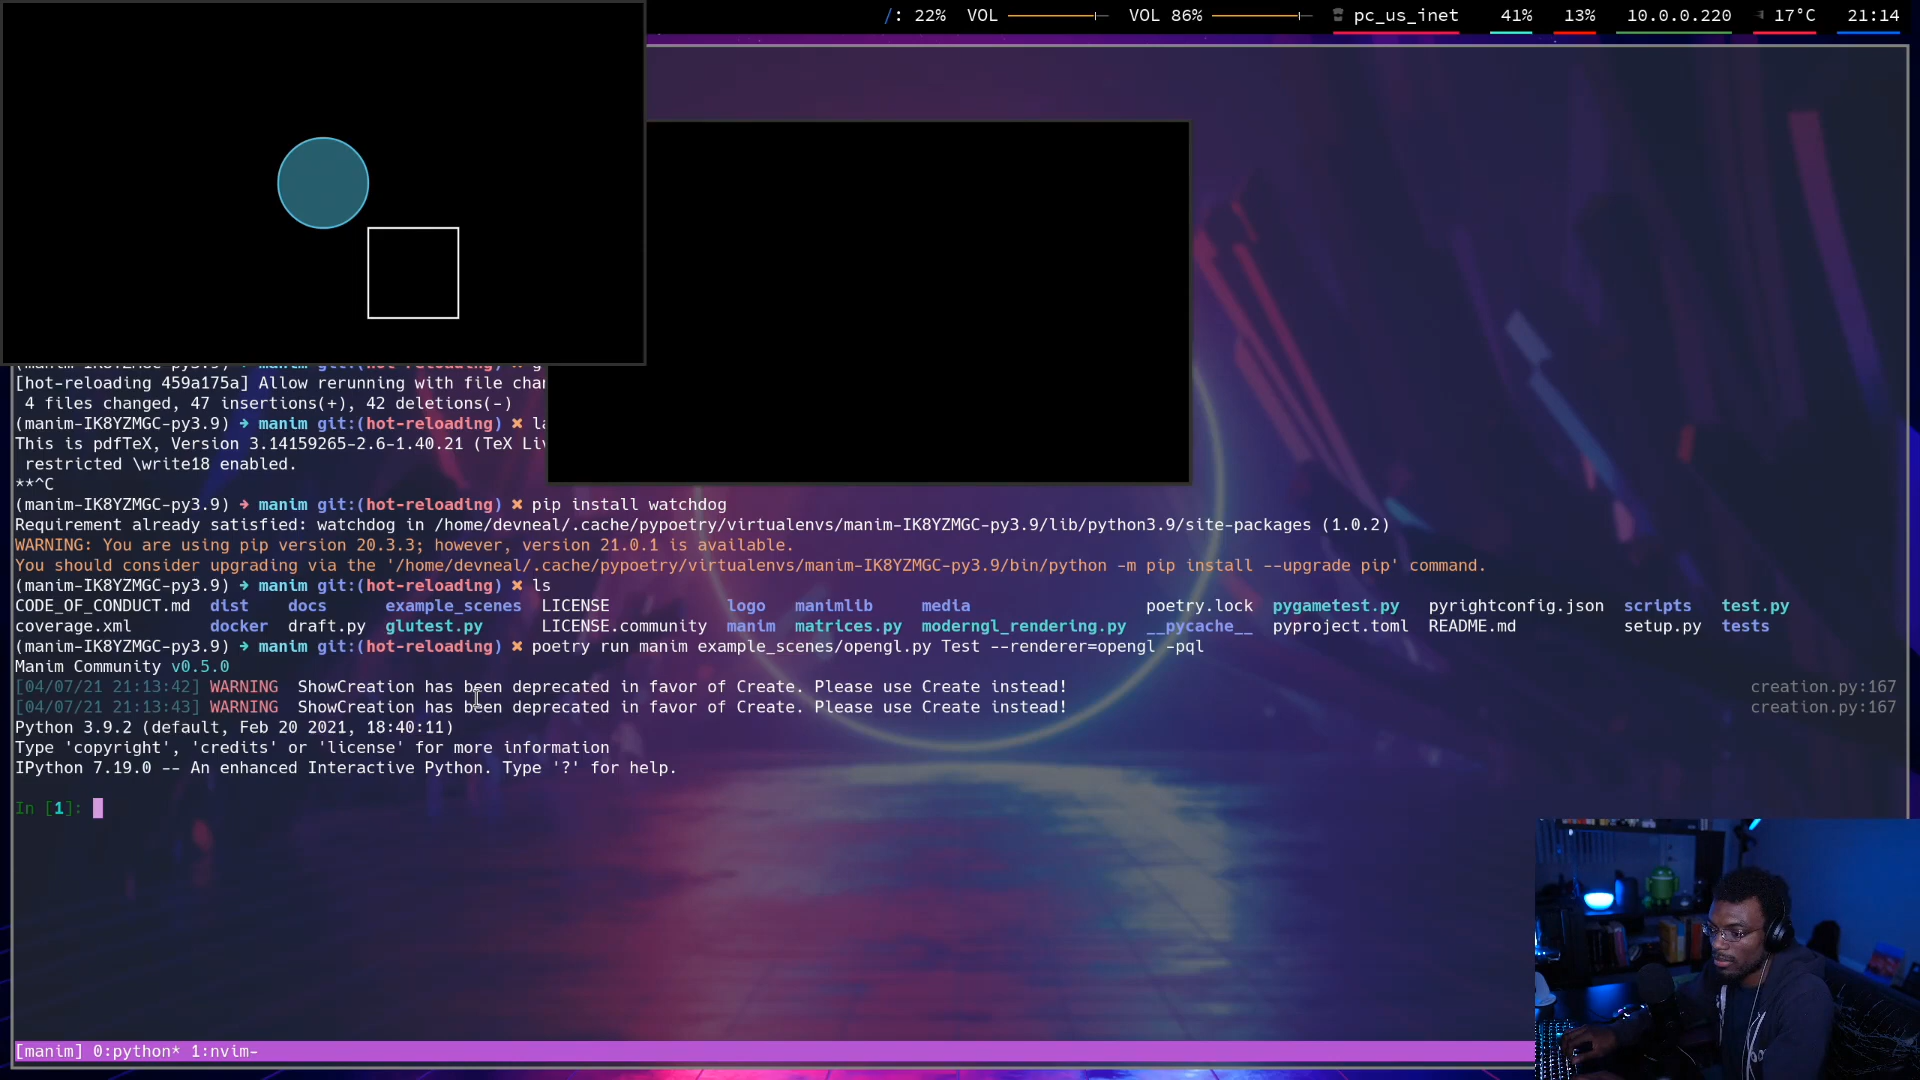 /: 22% VOL VOL 86% pc_us_inet 41% 13% 10.0.0.220 17°C 21:14
[hot-reloading 459a175a] Allow rerunning with file
4 files changed, 47 insertions(+), 42 deletions(-)
(manim-IK8YZMGC-py3.9) ➜ manim git:(hot-reloading) ✖
This is pdfTeX, Version 3.14159265-2.6-1.40.21 (TeX
restricted \write18 enabled.
**^C
(manim-IK8YZMGC-py3.9) ➜ manim git:(hot-reloading) ✖ pip install watchdog
Requirement already satisfied: watchdog in /home/devneal/.cache/pypoetry/virtualenvs/manim-IK8YZMGC-py3.9/lib/python3.9/site-packages (1.0.2)
WARNING: You are using pip version 20.3.3; however, version 21.0.1 is available.
You should consider upgrading via the '/home/devneal/.cache/pypoetry/virtualenvs/manim-IK8YZMGC-py3.9/bin/python -m pip install --upgrade pip' command.
(manim-IK8YZMGC-py3.9) ➜ manim git:(hot-reloading) ✖ ls
CODE_OF_CONDUCT.md dist docs example_scenes LICENSE logo manimlib media poetry.lock pygametest.py pyrightconfig.json scripts test.py
coverage.xml docker draft.py glutest.py LICENSE.community manim matrices.py moderngl_rendering.py __pycache__ pyproject.toml README.md setup.py tests
(manim-IK8YZMGC-py3.9) ➜ manim git:(hot-reloading) ✖ poetry run manim example_scenes/opengl.py Test --renderer=opengl -pql
Manim Community v0.5.0
[04/07/21 21:13:42] WARNING ShowCreation has been deprecated in favor of Create. Please use Create instead! creation.py:167
[04/07/21 21:13:43] WARNING ShowCreation has been deprecated in favor of Create. Please use Create instead! creation.py:167
Python 3.9.2 (default, Feb 20 2021, 18:40:11)
Type 'copyright', 'credits' or 'license' for more information
IPython 7.19.0 -- An enhanced Interactive Python. Type '?' for help.
In [1]:
[manim] 0:python* 1:nvim-